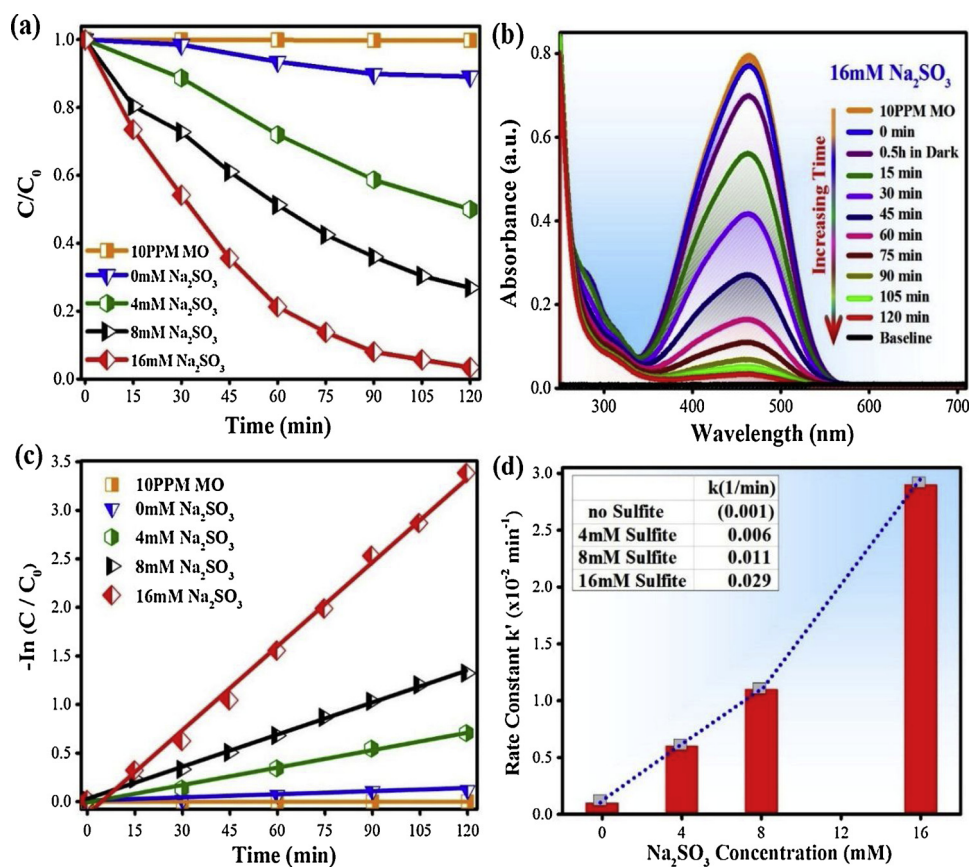 (a)
1.0
0.8
0.6
0.4
0.2
0.0
C/C₀
10PPM MO
0mM Na₂SO₃
4mM Na₂SO₃
8mM Na₂SO₃
16mM Na₂SO₃
0 15 30 45 60 75 90 105 120
Time (min)
(b)
0.8
0.6
0.4
0.2
0.0
Absorbance (a.u.)
16mM Na₂SO₃
Increasing Time
10PPM MO
0 min
0.5h in Dark
15 min
30 min
45 min
60 min
75 min
90 min
105 min
120 min
Baseline
300 400 500 600 700
Wavelength (nm)
(c)
3.5
3.0
2.5
2.0
1.5
1.0
0.5
0.0
-In (C / C₀)
10PPM MO
0mM Na₂SO₃
4mM Na₂SO₃
8mM Na₂SO₃
16mM Na₂SO₃
0 15 30 45 60 75 90 105 120
Time (min)
(d)
3.0
2.5
2.0
1.5
1.0
0.5
0.0
Rate Constant k' (x10⁻² min⁻¹)
k(1/min)
no Sulfite (0.001)
4mM Sulfite 0.006
8mM Sulfite 0.011
16mM Sulfite 0.029
0 4 8 12 16
Na₂SO₃ Concentration (mM)